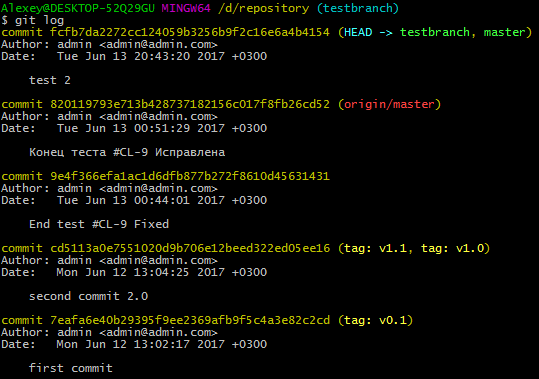 Alexey@DESKTOP-52Q29GU MINGW64 /d/repository (testbranch)
$ git log
commit fcfb7da2272cc124059b3256b9f2c16e6a4b4154 (HEAD -> testbranch, master)
Author: admin <admin@admin.com>
Date:   Tue Jun 13 20:43:20 2017 +0300
test 2
commit 820119793e713b428737182156c017f8fb26cd52 (origin/master)
Author: admin <admin@admin.com>
Date:   Tue Jun 13 00:51:29 2017 +0300
Конец теста #CL-9 Исправлена
commit 9e4f366efa1ac1d6dfb877b272f8610d45631431
Author: admin <admin@admin.com>
Date:   Tue Jun 13 00:44:01 2017 +0300
End test #CL-9 Fixed
commit cd5113a0e7551020d9b706e12beed322ed05ee16 (tag: v1.1, tag: v1.0)
Author: admin <admin@admin.com>
Date:   Mon Jun 12 13:04:25 2017 +0300
second commit 2.0
commit 7eafa6e40b29395f9ee2369afb9f5c4a3e82c2cd (tag: v0.1)
Author: admin <admin@admin.com>
Date:   Mon Jun 12 13:02:17 2017 +0300
first commit